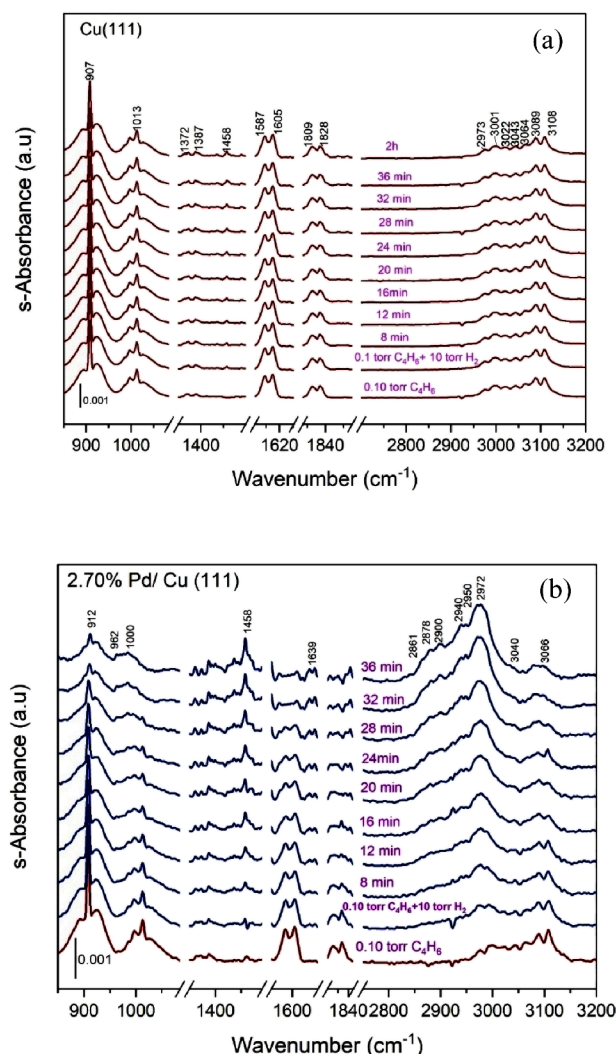 (a)
Cu(111)
907
1013
1372
1387
1458
1587
1605
1809
1828
2973
3001
3022
3043
3064
3089
3108
2h
36 min
32 min
28 min
24 min
20 min
16min
12 min
8 min
0.1 torr C₄H₆+ 10 torr H₂
0.10 torr C₄H₆
0.001
s-Absorbance (a.u)
900 1000 1400 1620 1840 2800 2900 3000 3100 3200
Wavenumber (cm⁻¹)
(b)
2.70% Pd/ Cu (111)
912
962
1000
1458
1639
2861
2878
2900
2940
2950
2972
3040
3066
36 min
32 min
28 min
24min
20 min
16 min
12 min
8 min
0.10 torr C₄H₆+10 torr H₂
0.10 torr C₄H₆
0.001
s-Absorbance (a.u)
900 1000 1400 1600 1840 2800 2900 3000 3100 3200
Wavenumber (cm⁻¹)